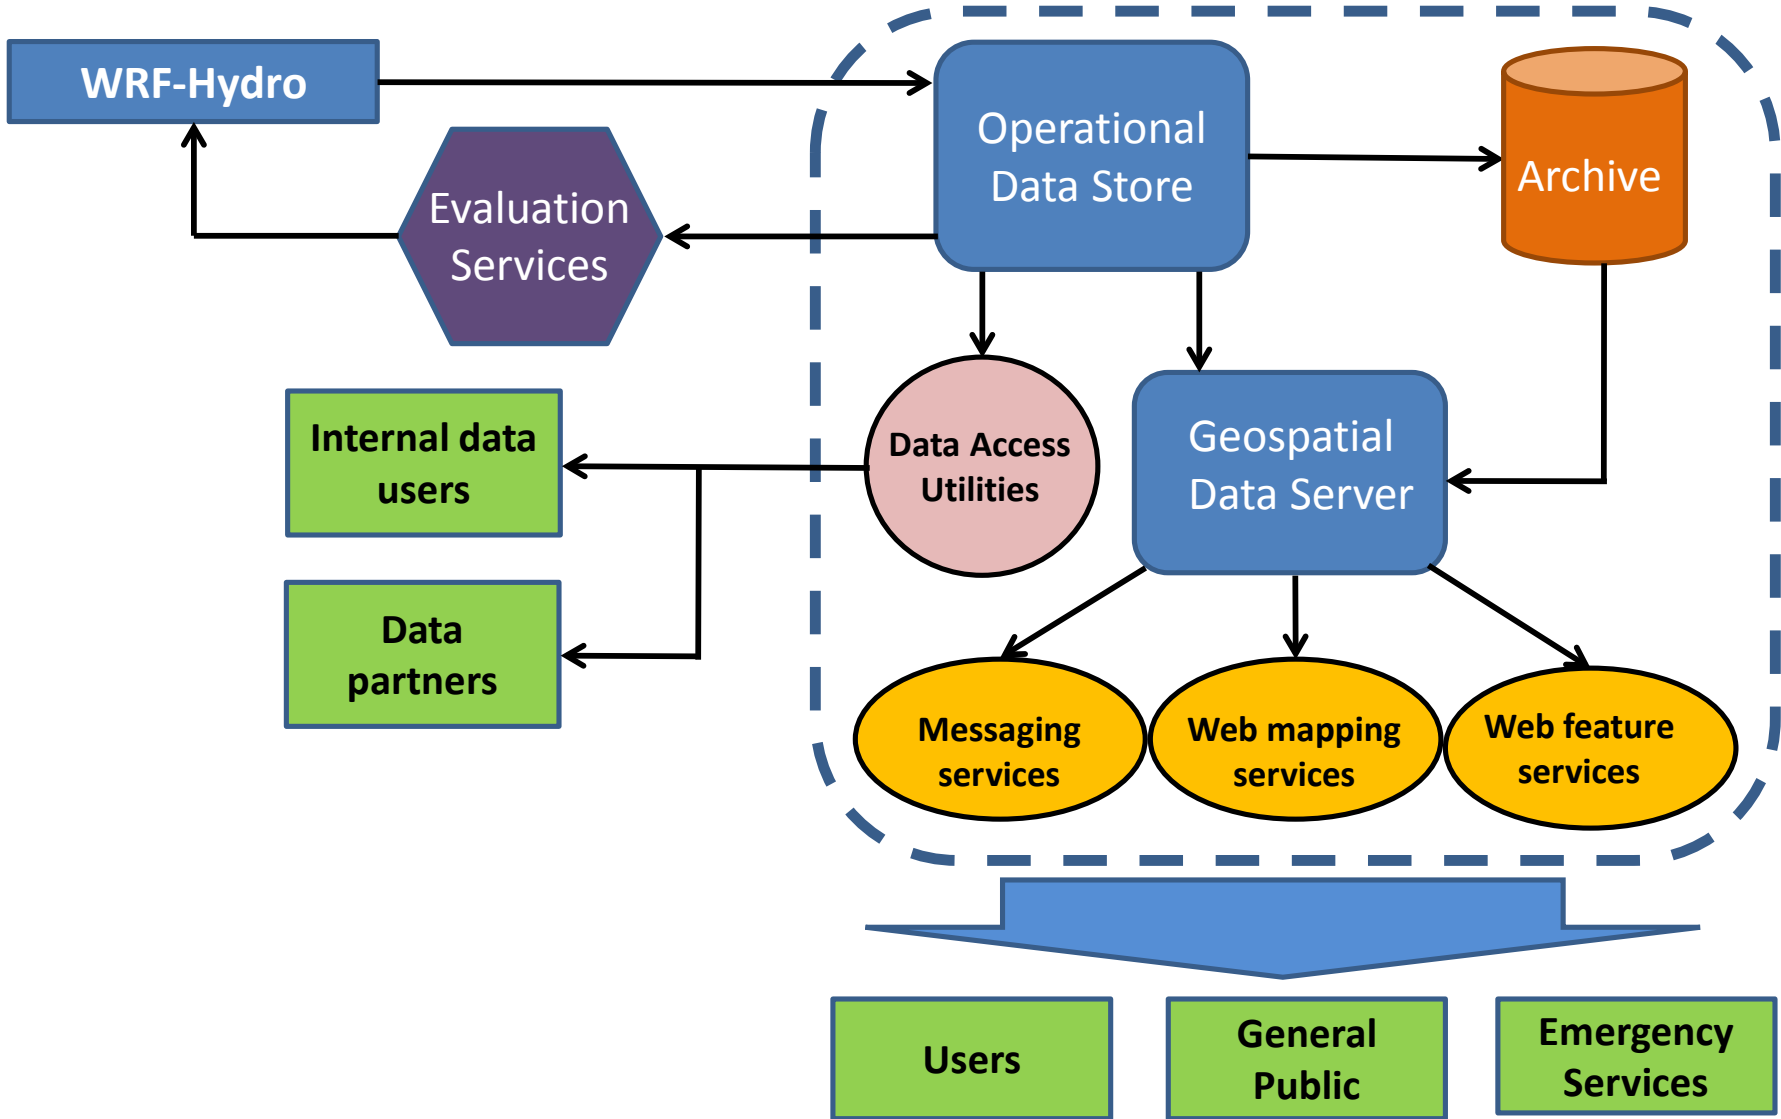 WRF-Hydro
Operational
Data Store
Archive
Evaluation
Services
Internal data
users
Data Access
Utilities
Geospatial
Data Server
Data
partners
Messaging
services
Web mapping
services
Web feature
services
Users
General
Public
Emergency
Services